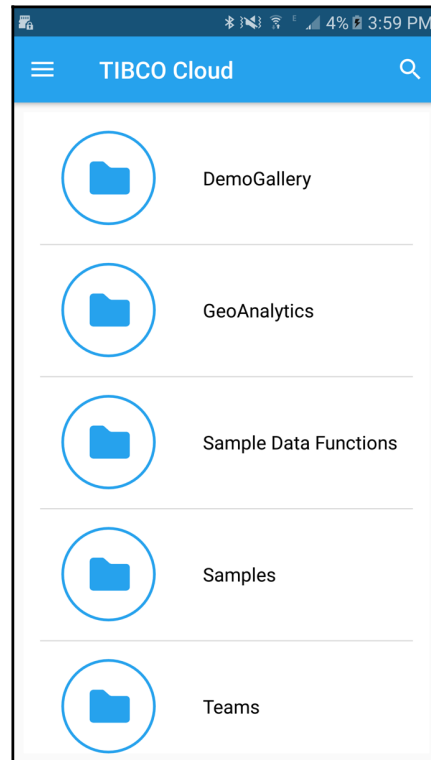 E 4% 3:59 PM
TIBCO Cloud
DemoGallery
GeoAnalytics
Sample Data Functions
Samples
Teams